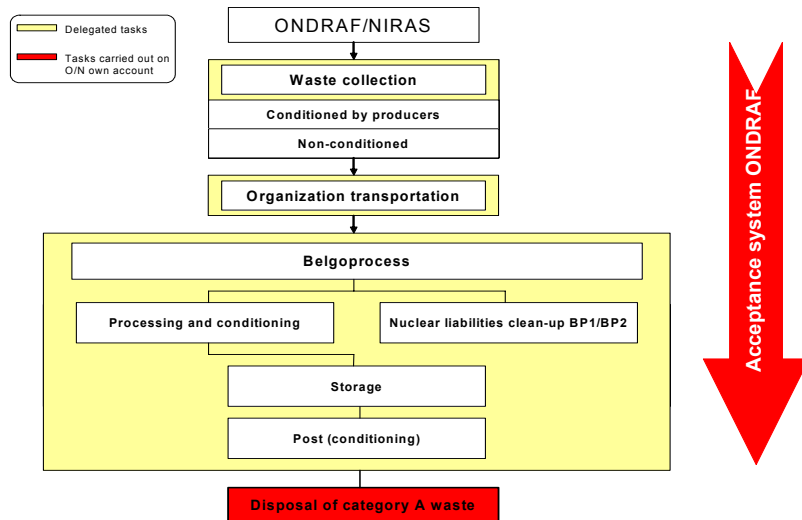 Delegated tasks
Tasks carried out on
O/N own account
ONDRAF/NIRAS
Waste collection
Conditioned by producers
Non-conditioned
Organization transportation
Belgoprocess
Processing and conditioning
Nuclear liabilities clean-up BP1/BP2
Storage
Post (conditioning)
Disposal of category A waste
Acceptance system ONDRAF